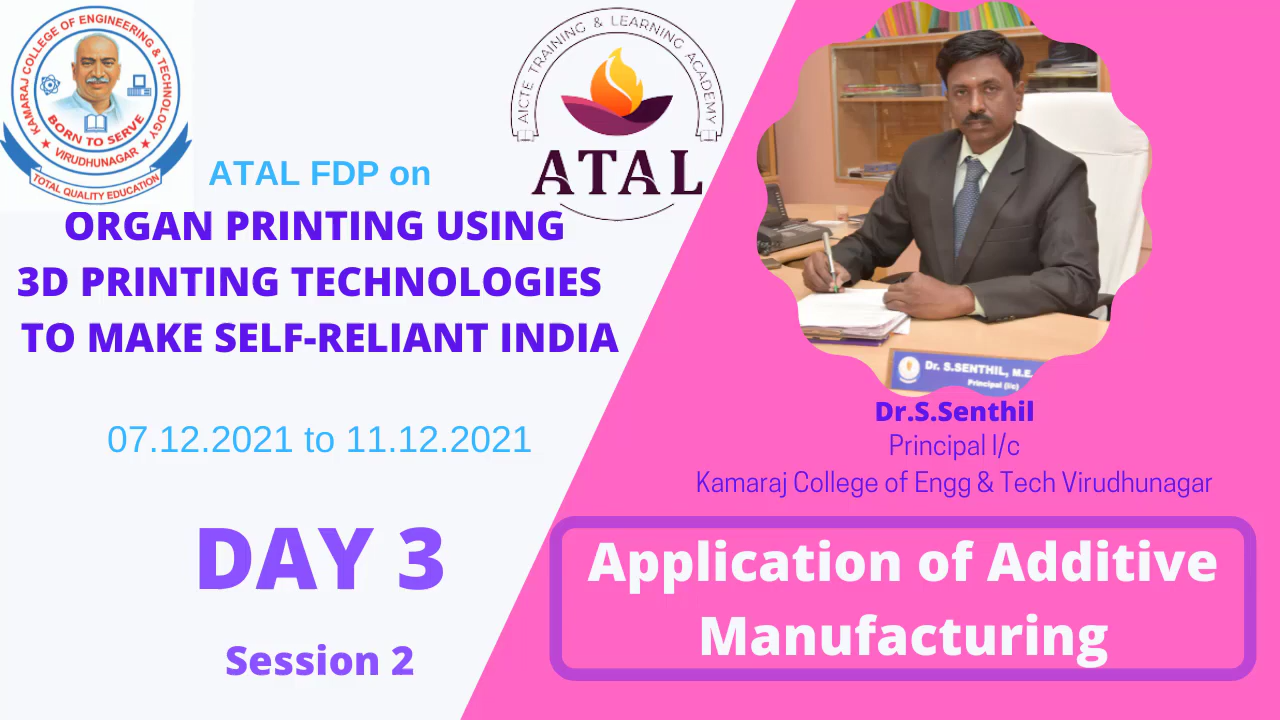 KAMARAJ COLLEGE OF ENGINEERING & TECHNOLOGY
BORN TO SERVE
★ VIRUDHUNAGAR ★
TOTAL QUALITY EDUCATION
AICTE TRAINING & LEARNING ACADEMY
ATAL
ATAL FDP on
ORGAN PRINTING USING
3D PRINTING TECHNOLOGIES
TO MAKE SELF-RELIANT INDIA
07.12.2021 to 11.12.2021
DAY 3
Session 2
Dr. S.SENTHIL, M.E.
Principal (i/c)
Dr.S.Senthil
Principal I/c
Kamaraj College of Engg & Tech Virudhunagar
Application of Additive
Manufacturing